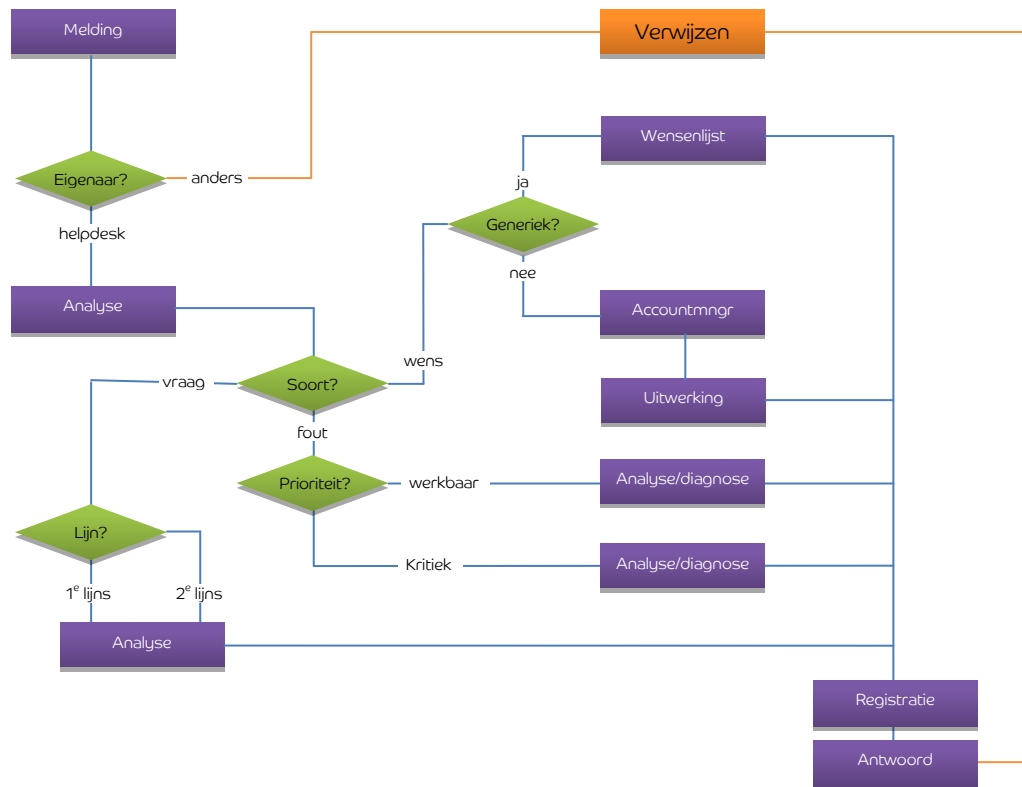 Melding
Verwijzen
Wensenlijst
Eigenaar?
anders
ja
Generiek?
helpdesk
nee
Analyse
Accountmngr
wens
vraag
Soort?
Uitwerking
fout
Prioriteit?
werkbaar
Analyse/diagnose
Lijn?
Kritiek
Analyse/diagnose
1e lijns
2e lijns
Analyse
Registratie
Antwoord